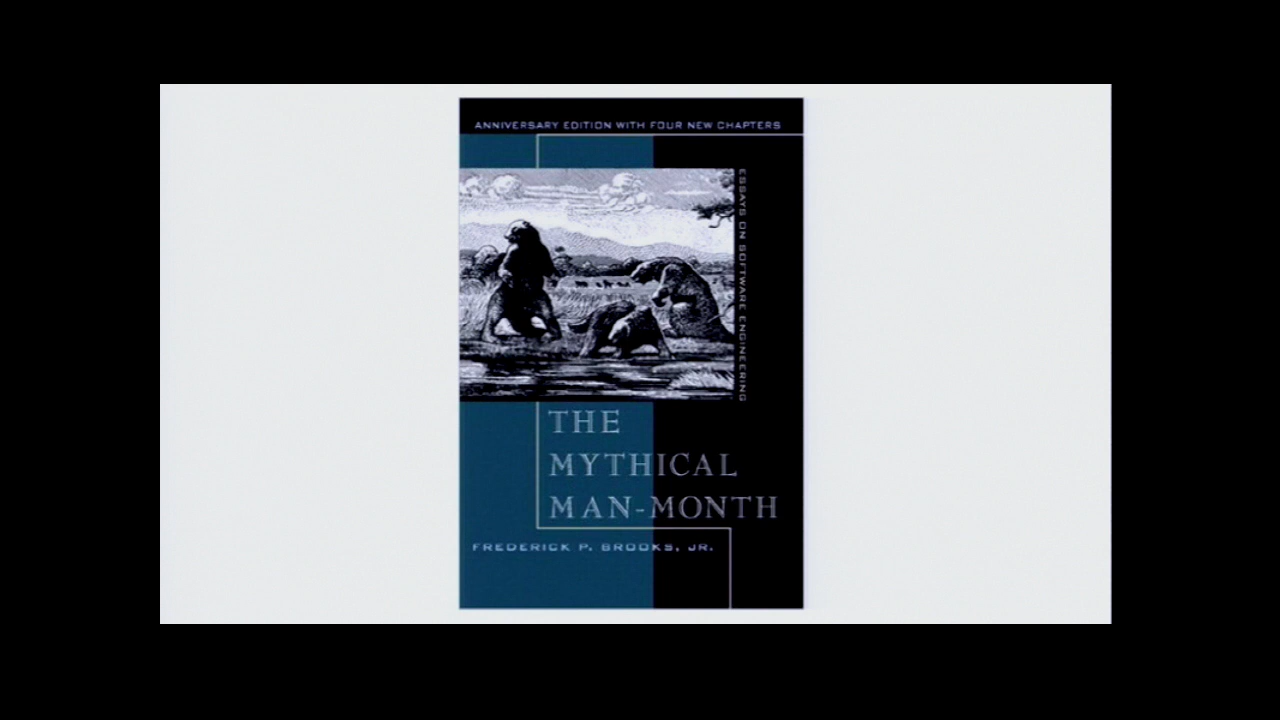 ANNIVERSARY EDITION WITH FOUR NEW CHAPTERS
ESSAYS ON SOFTWARE ENGINEERING
THE
MYTHICAL
MAN-MONTH
FREDERICK P. BROOKS, JR.